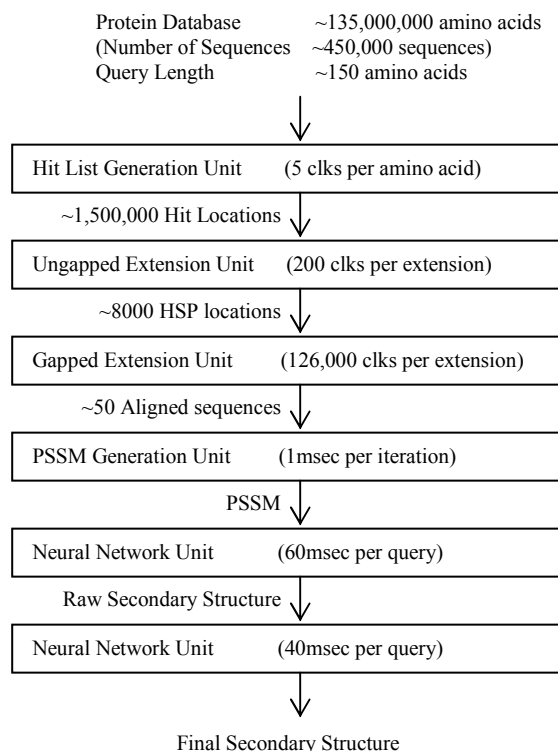 Protein Database ~135,000,000 amino acids
(Number of Sequences ~450,000 sequences)
Query Length ~150 amino acids
Hit List Generation Unit (5 clks per amino acid)
~1,500,000 Hit Locations
Ungapped Extension Unit (200 clks per extension)
~8000 HSP locations
Gapped Extension Unit (126,000 clks per extension)
~50 Aligned sequences
PSSM Generation Unit (1msec per iteration)
PSSM
Neural Network Unit (60msec per query)
Raw Secondary Structure
Neural Network Unit (40msec per query)
Final Secondary Structure